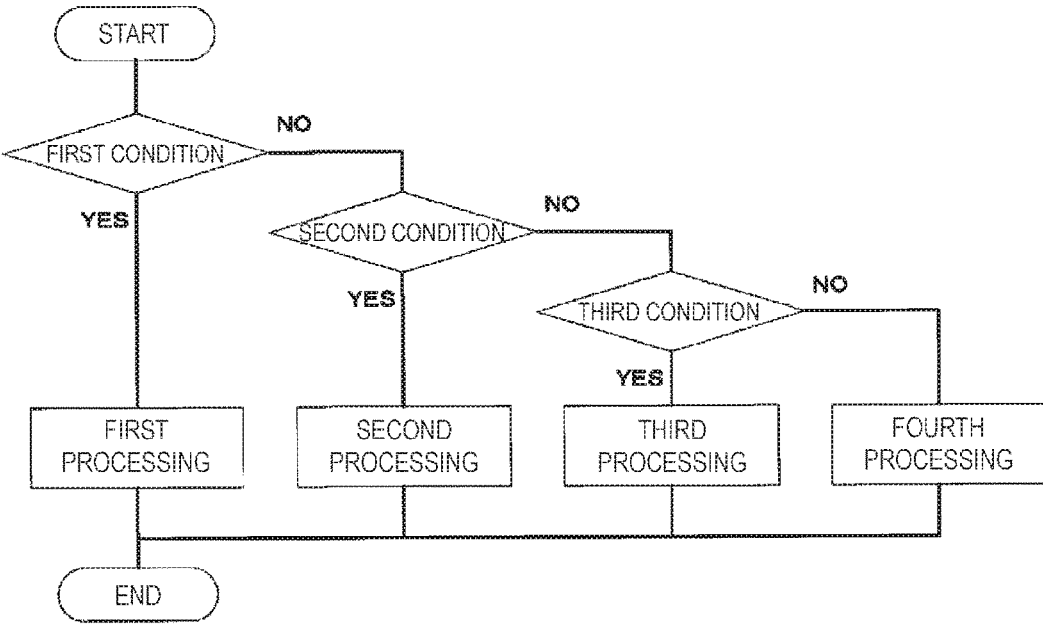 START
NO
FIRST CONDITION
YES
NO
SECOND CONDITION
YES
NO
THIRD CONDITION
YES
FIRST
PROCESSING
SECOND
PROCESSING
THIRD
PROCESSING
FOURTH
PROCESSING
END